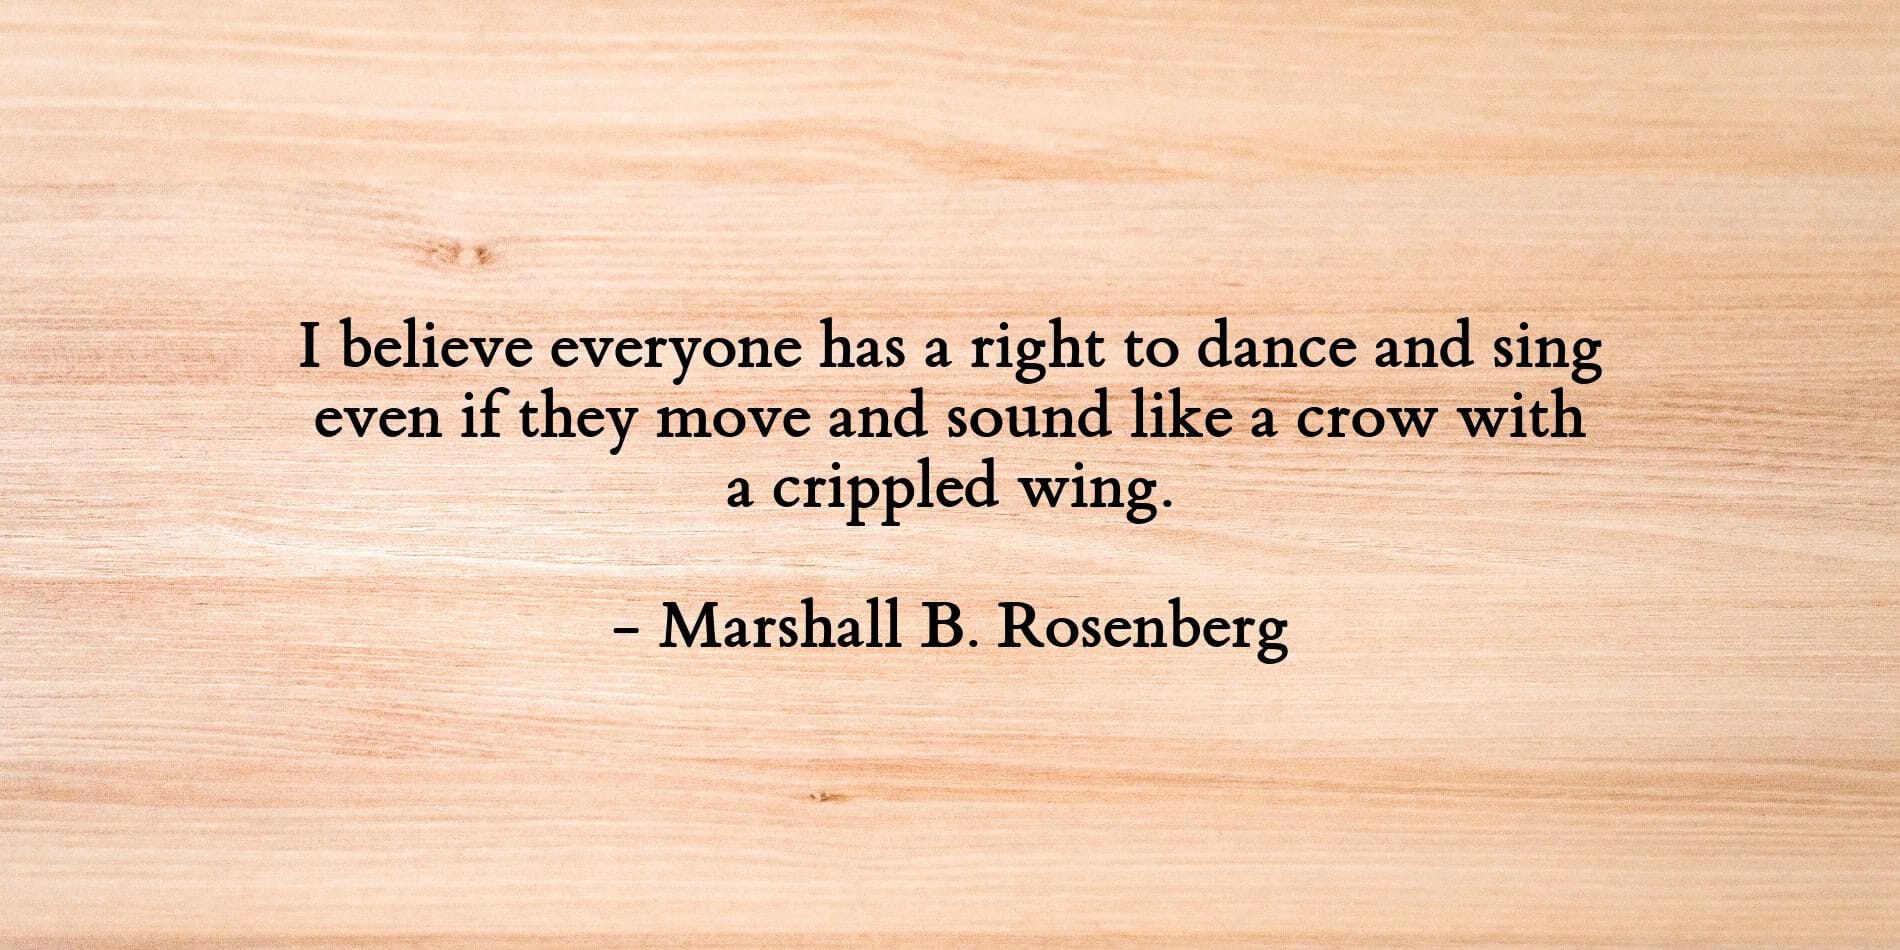 I believe everyone has a right to dance and sing
even if they move and sound like a crow with
a crippled wing.
- Marshall B. Rosenberg